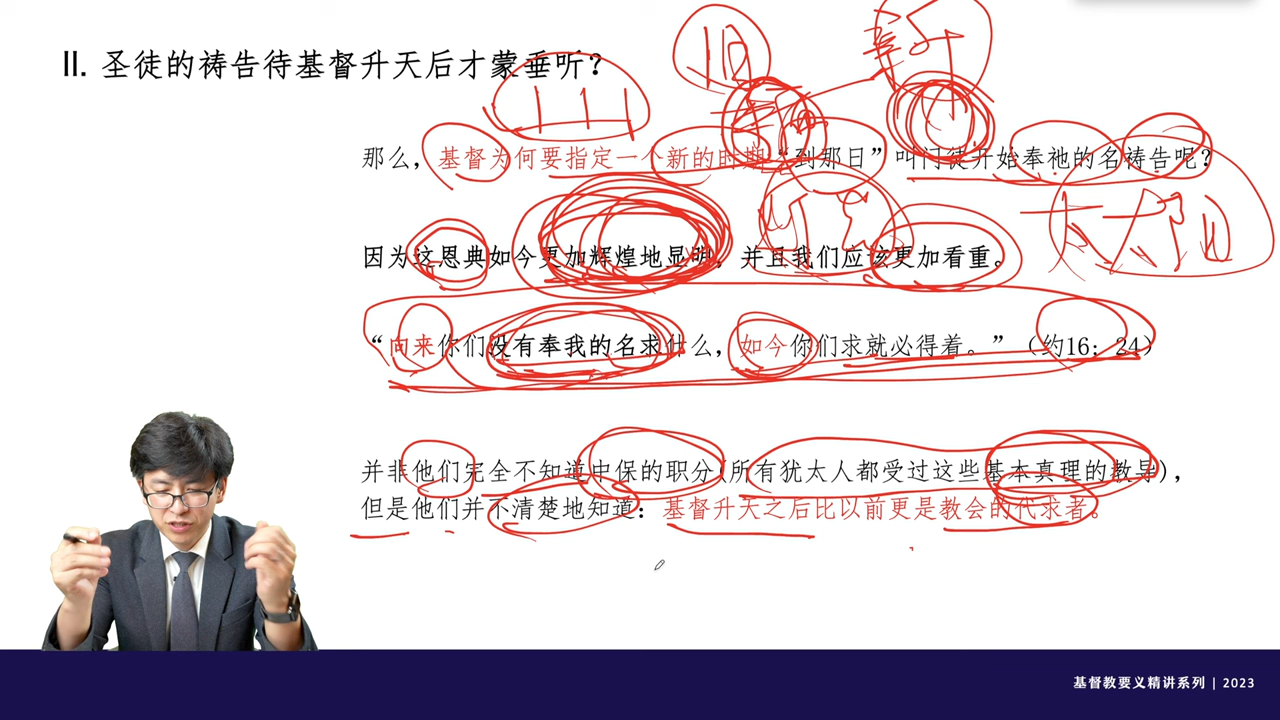 II. 圣徒的祷告待基督升天后才蒙垂听？
旧
那么，基督为何要指定一个新的时期“到那日”叫门徒开始奉祂的名祷告呢？
因为这恩典如今更加辉煌地显明，并且我们应该更加看重。
“向来你们没有奉我的名求什么，如今你们求就必得着。”（约16：24）
并非他们完全不知道中保的职分(所有犹太人都受过这些基本真理的教导)，
但是他们并不清楚地知道：基督升天之后比以前更是教会的代求者。
基督教要义精讲系列 | 2023